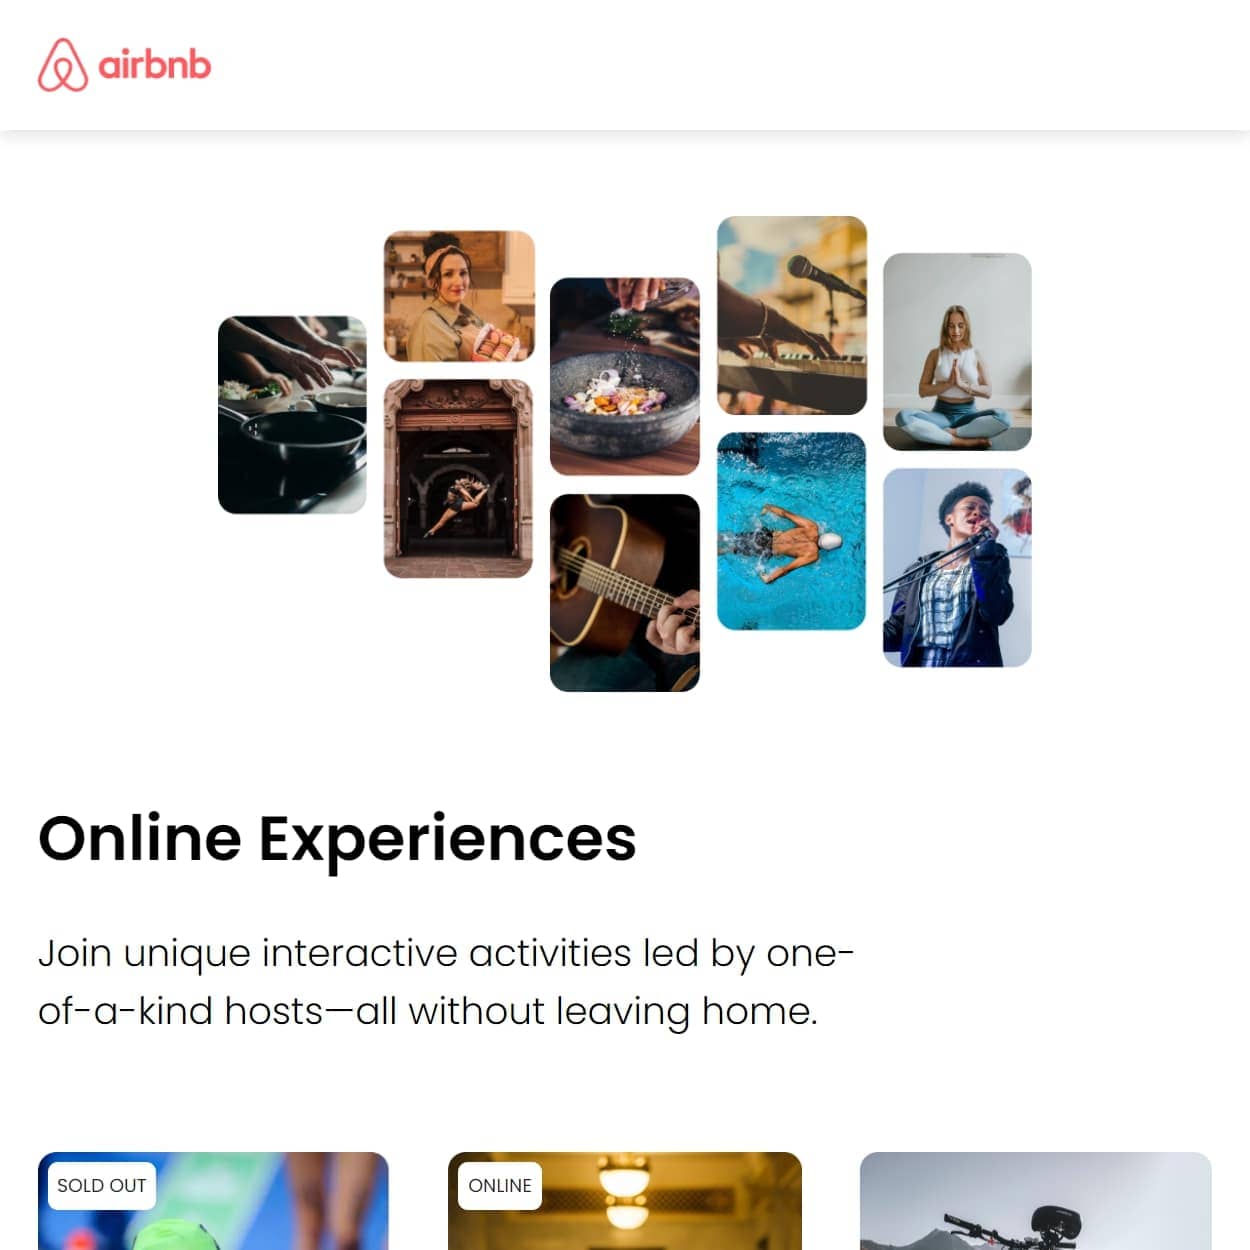 airbnb
Online Experiences
Join unique interactive activities led by one-
of-a-kind hosts—all without leaving home.
SOLD OUT
ONLINE